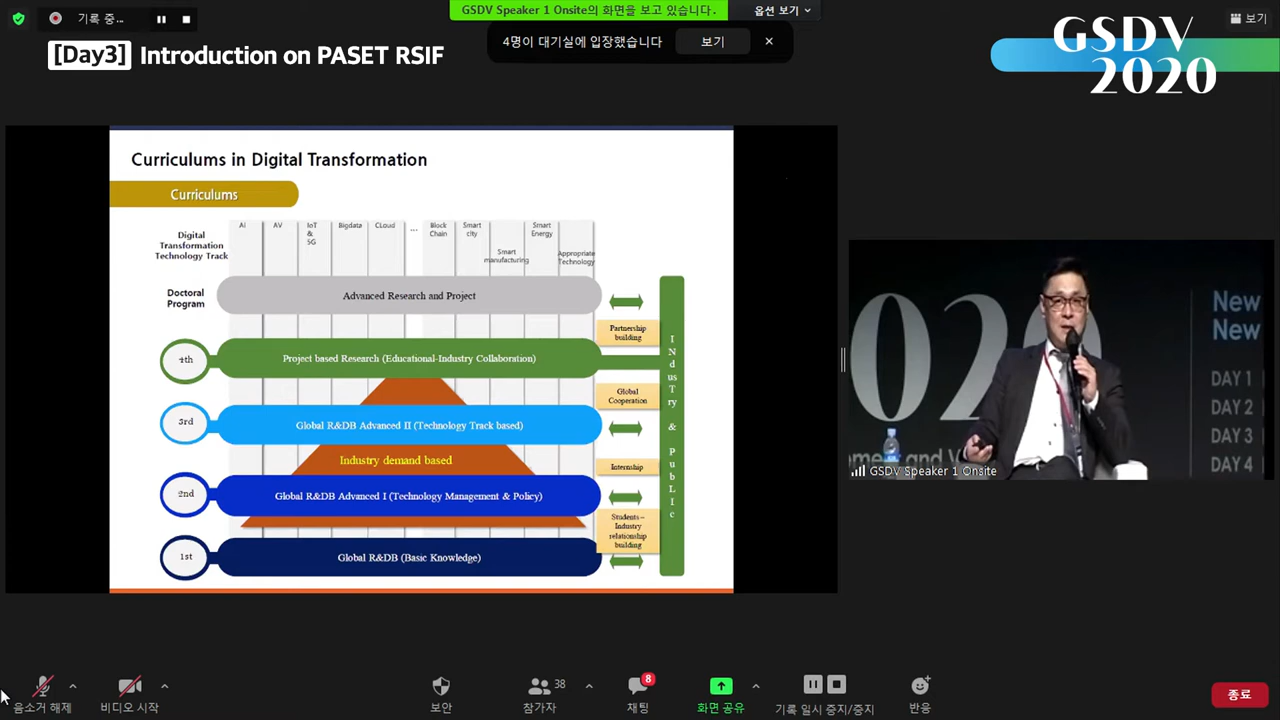 기록 중...
GSDV Speaker 1 Onsite의 화면을 보고 있습니다.
옵션 보기
보기
4명이 대기실에 입장했습니다
보기
[Day3] Introduction on PASET RSIF
GSDV
2020
Curriculums in Digital Transformation
Curriculums
Digital
Transformation
Technology Track
AI
AV
IoT
&
5G
Bigdata
CLoud
...
Block
Chain
Smart
city
Smart
manufacturing
Smart
Energy
Appropriate
Technology
Doctoral
Program
Advanced Research and Project
Partnership
building
4th
Project based Research (Educational-Industry Collaboration)
Global
Cooperation
3rd
Global R&DB Advanced II (Technology Track based)
Industry demand based
Internship
2nd
Global R&DB Advanced I (Technology Management & Policy)
Students –
Industry
relationship
building
1st
Global R&DB (Basic Knowledge)
INdusTry & PubLIc
020
New
New
DAY 1
DAY 2
DAY 3
DAY 4
GSDV Speaker 1 Onsite
음소거 해제
비디오 시작
보안
38
참가자
8
채팅
화면 공유
기록 일시 중지/중지
반응
종료